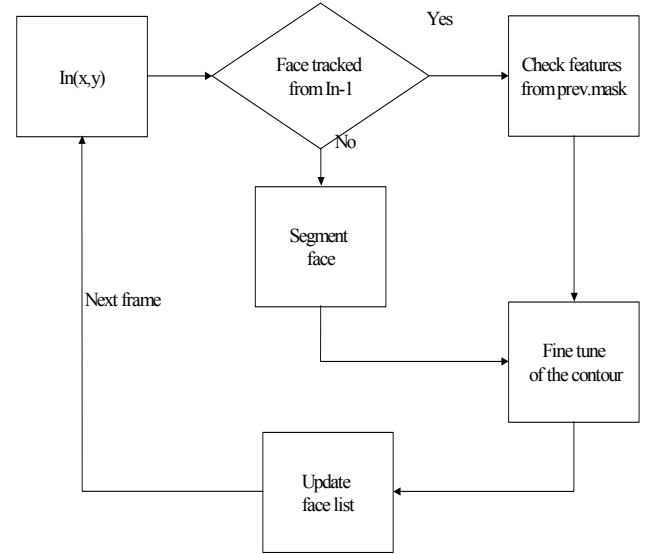 Yes
In(x,y)
Face tracked
from In-1
Check features
from prev.mask
No
Segment
face
Next frame
Fine tune
of the contour
Update
face list